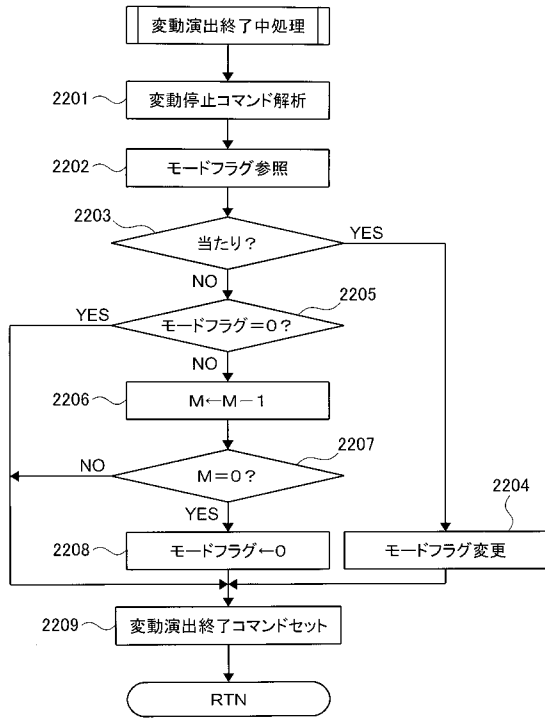 変動演出終了中処理
2201
変動停止コマンド解析
2202
モードフラグ参照
2203
当たり？
YES
NO
2205
YES
モードフラグ＝０？
NO
2206
Ｍ←Ｍ－１
2207
NO
Ｍ＝０？
YES
2204
2208
モードフラグ←０
モードフラグ変更
2209
変動演出終了コマンドセット
RTN